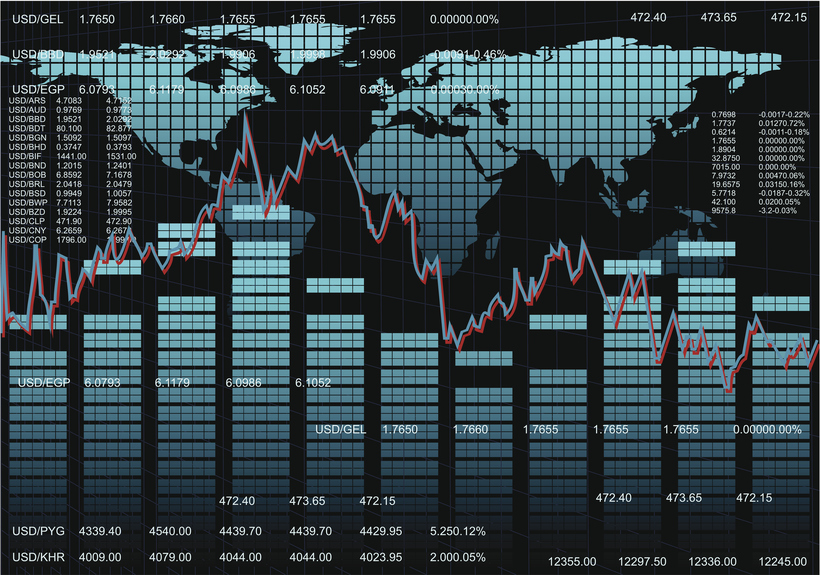 USD/GEL 1.7650 1.7660 1.7655 1.7655 1.7655 0.00000.00% 472.40 473.65 472.15
USD/BBD 1.9521 2.0292 1.9906 1.9998 1.9906 0.0091-0.46%
USD/EGP 6.0793 6.1179 6.0986 6.1052 6.0911 0.00030.00%
USD/ARS 4.7083
USD/AUD 0.9769 0.9773
USD/BBD 1.9521 2.0292
USD/BDT 80.100 82.877
USD/BGN 1.5092 1.5097
USD/BHD 0.3747 0.3793
USD/BIF 1441.00 1531.00
USD/BND 1.2015 1.2401
USD/BOB 6.8592 7.1678
USD/BRL 2.0418 2.0479
USD/BSD 0.9949 1.0057
USD/BWP 7.7113 7.9582
USD/BZD 1.9224 1.9995
USD/CLP 471.90 472.90
USD/CNY 6.2659
USD/COP 1796.00
0.7698 -0.0017-0.22%
1.7737 0.01270.72%
0.6214 -0.0011-0.18%
1.7655 0.00000.00%
1.8904 0.00000.00%
32.8750 0.00000.00%
7015.00 0.000.00%
7.9732 0.00470.06%
19.6575 0.03150.16%
5.7718 -0.0187-0.32%
42.100 0.0200.05%
9575.8 -3.2-0.03%
USD/EGP 6.0793 6.1179 6.0986 6.1052
USD/GEL 1.7650 1.7660 1.7655 1.7655 1.7655 0.00000.00%
472.40 473.65 472.15
472.40 473.65 472.15
USD/PYG 4339.40 4540.00 4439.70 4439.70 4429.95 5.250.12%
USD/KHR 4009.00 4079.00 4044.00 4044.00 4023.95 2.000.05%
12355.00 12297.50 12336.00 12245.00